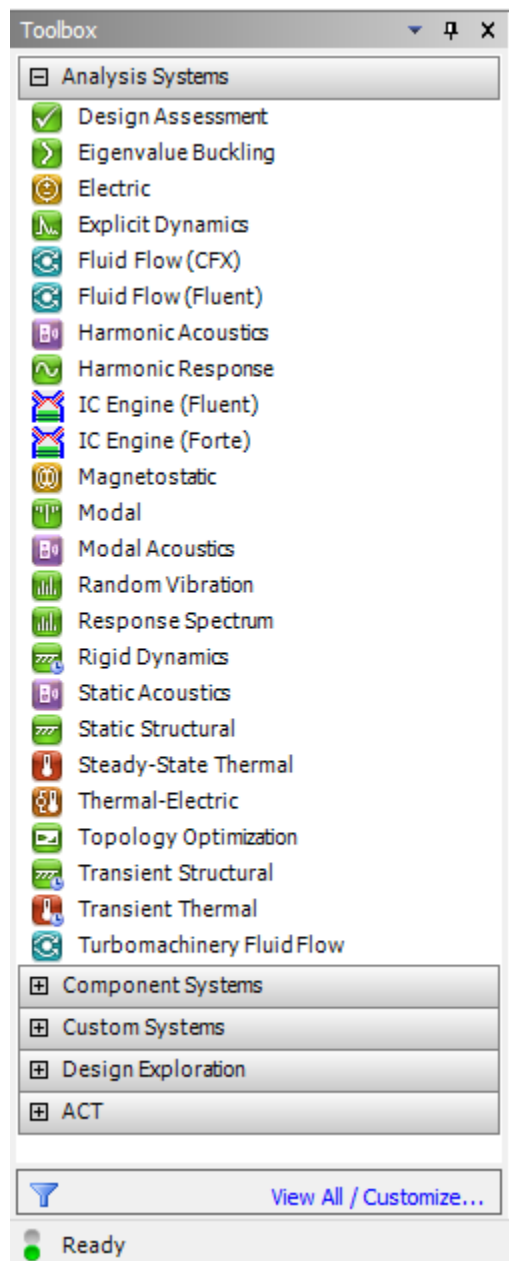 Toolbox
Analysis Systems
Design Assessment
Eigenvalue Buckling
Electric
Explicit Dynamics
Fluid Flow (CFX)
Fluid Flow (Fluent)
Harmonic Acoustics
Harmonic Response
IC Engine (Fluent)
IC Engine (Forte)
Magnetostatic
Modal
Modal Acoustics
Random Vibration
Response Spectrum
Rigid Dynamics
Static Acoustics
Static Structural
Steady-State Thermal
Thermal-Electric
Topology Optimization
Transient Structural
Transient Thermal
Turbomachinery Fluid Flow
Component Systems
Custom Systems
Design Exploration
ACT
View All / Customize...
Ready